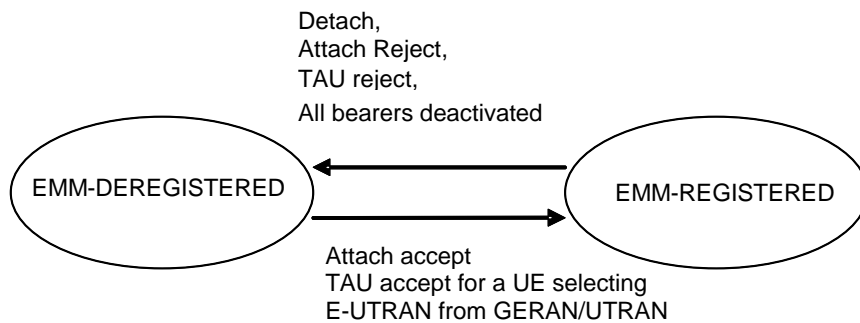 Detach,
Attach Reject,
TAU reject,
All bearers deactivated
EMM-DEREGISTERED
EMM-REGISTERED
Attach accept
TAU accept for a UE selecting
E-UTRAN from GERAN/UTRAN